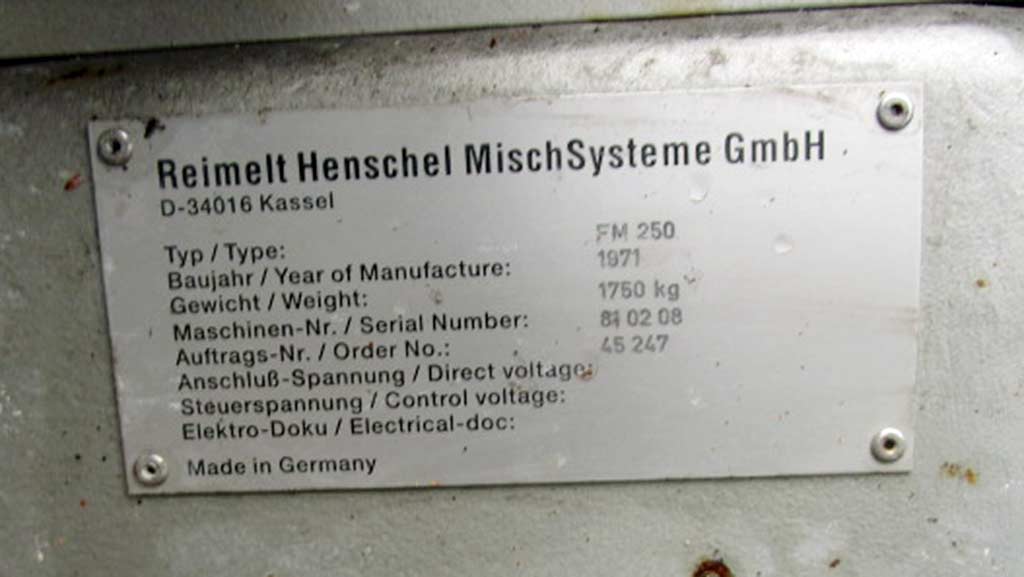 Reimelt Henschel MischSysteme GmbH
D-34016 Kassel
Typ / Type: FM 250
Baujahr / Year of Manufacture: 1971
Gewicht / Weight: 1750 kg
Maschinen-Nr. / Serial Number: 81 02 08
Auftrags-Nr. / Order No.: 45 247
Anschluß-Spannung / Direct voltage:
Steuerspannung / Control voltage:
Elektro-Doku / Electrical-doc:
Made in Germany